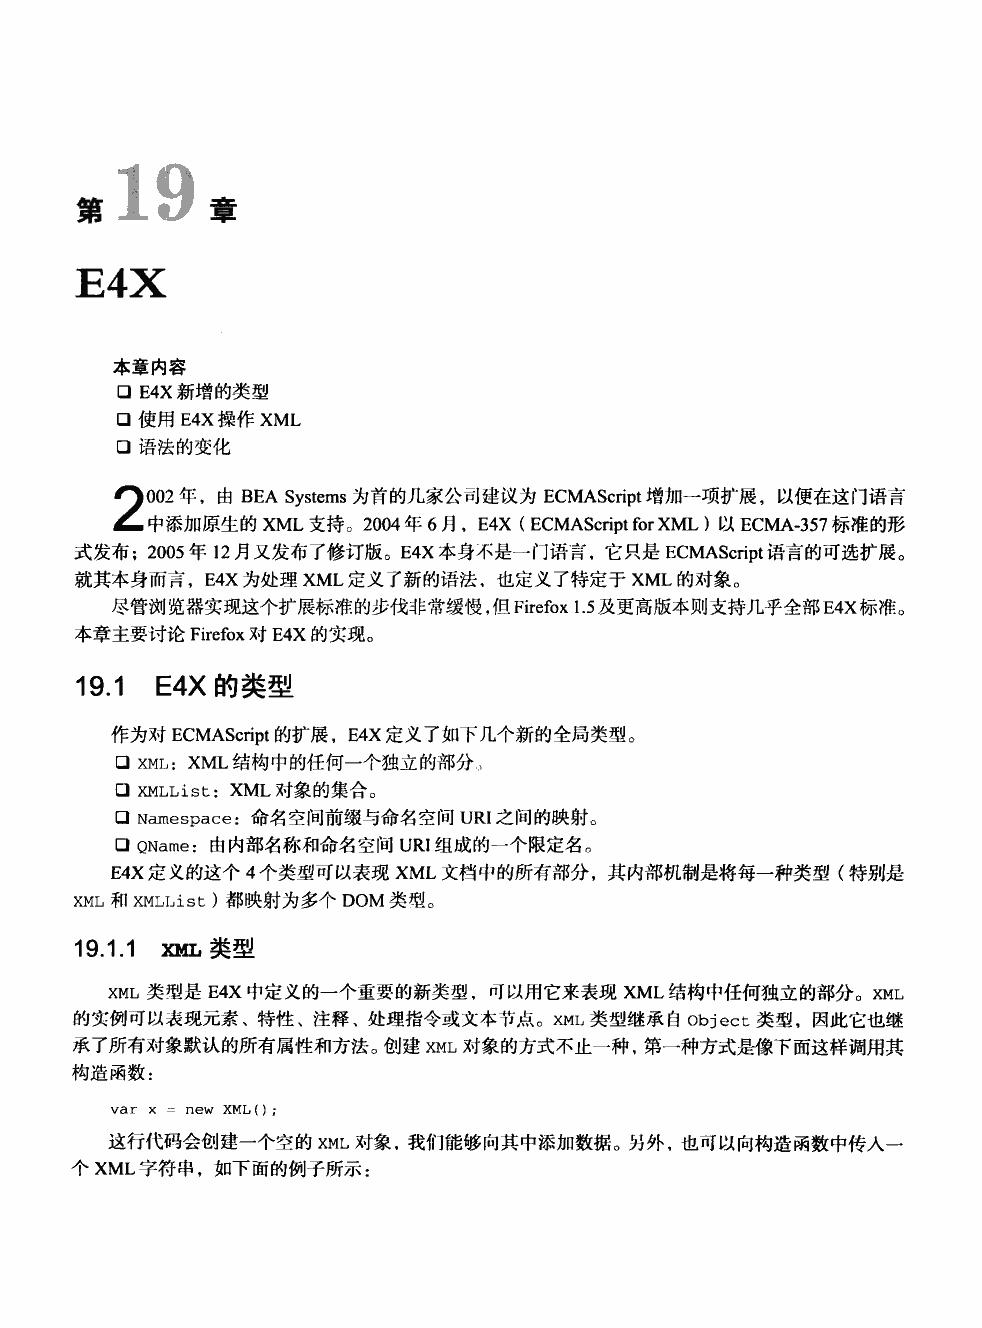 第19章
E4X
本章内容
❑ E4X 新增的类型
❑ 使用 E4X 操作 XML
❑ 语法的变化
2002 年，由 BEA Systems 为首的几家公司建议为 ECMAScript 增加一项扩展，以便在这门语言
中添加原生的 XML 支持。2004 年 6 月，E4X（ECMAScript for XML）以 ECMA-357 标准的形
式发布；2005 年 12 月又发布了修订版。E4X 本身不是一门语言，它只是 ECMAScript 语言的可选扩展。
就其本身而言，E4X 为处理 XML 定义了新的语法，也定义了特定于 XML 的对象。
尽管浏览器实现这个扩展标准的步伐非常缓慢，但 Firefox 1.5 及更高版本则支持几乎全部 E4X 标准。
本章主要讨论 Firefox 对 E4X 的实现。
19.1 E4X 的类型
作为对 ECMAScript 的扩展，E4X 定义了如下几个新的全局类型。
❑ XML：XML 结构中的任何一个独立的部分。
❑ XMLList：XML 对象的集合。
❑ Namespace：命名空间前缀与命名空间 URI 之间的映射。
❑ QName：由内部名称和命名空间 URI 组成的一个限定名。
E4X 定义的这个 4 个类型可以表现 XML 文档中的所有部分，其内部机制是将每一种类型（特别是
XML 和 XMLList）都映射为多个 DOM 类型。
19.1.1 XML 类型
XML 类型是 E4X 中定义的一个重要的新类型，可以用它来表现 XML 结构中任何独立的部分。XML
的实例可以表现元素、特性、注释、处理指令或文本节点。XML 类型继承自 Object 类型，因此它也继
承了所有对象默认的所有属性和方法。创建 XML 对象的方式不止一种，第一种方式是像下面这样调用其
构造函数：
var x = new XML();
这行代码会创建一个空的 XML 对象，我们能够向其中添加数据。另外，也可以向构造函数中传入一
个 XML 字符串，如下面的例子所示：